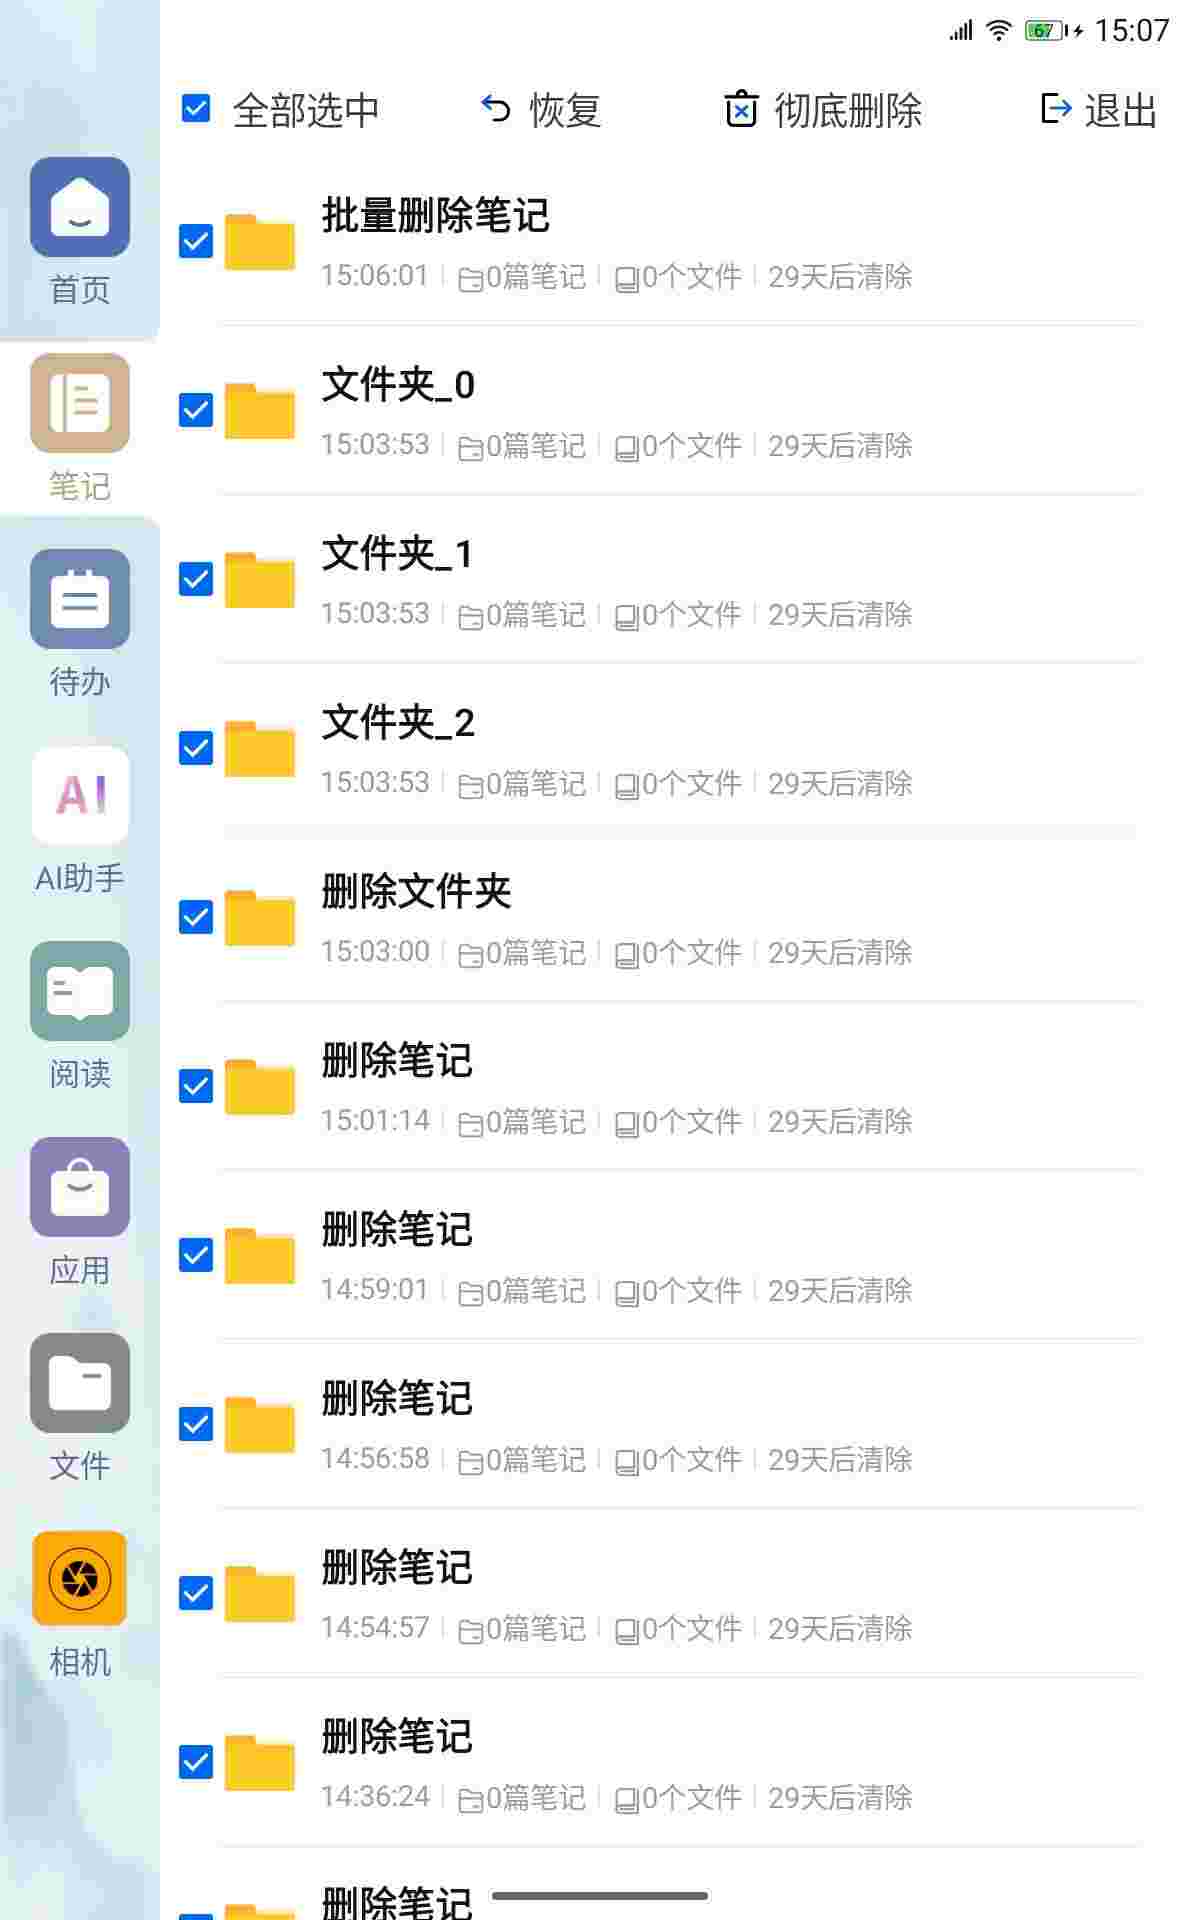 67 15:07
全部选中 恢复 彻底删除 退出
首页
笔记
待办
AI
AI助手
阅读
应用
文件
相机
批量删除笔记
15:06:01 0篇笔记 0个文件 29天后清除
文件夹_0
15:03:53 0篇笔记 0个文件 29天后清除
文件夹_1
15:03:53 0篇笔记 0个文件 29天后清除
文件夹_2
15:03:53 0篇笔记 0个文件 29天后清除
删除文件夹
15:03:00 0篇笔记 0个文件 29天后清除
删除笔记
15:01:14 0篇笔记 0个文件 29天后清除
删除笔记
14:59:01 0篇笔记 0个文件 29天后清除
删除笔记
14:56:58 0篇笔记 0个文件 29天后清除
删除笔记
14:54:57 0篇笔记 0个文件 29天后清除
删除笔记
14:36:24 0篇笔记 0个文件 29天后清除
删除笔记